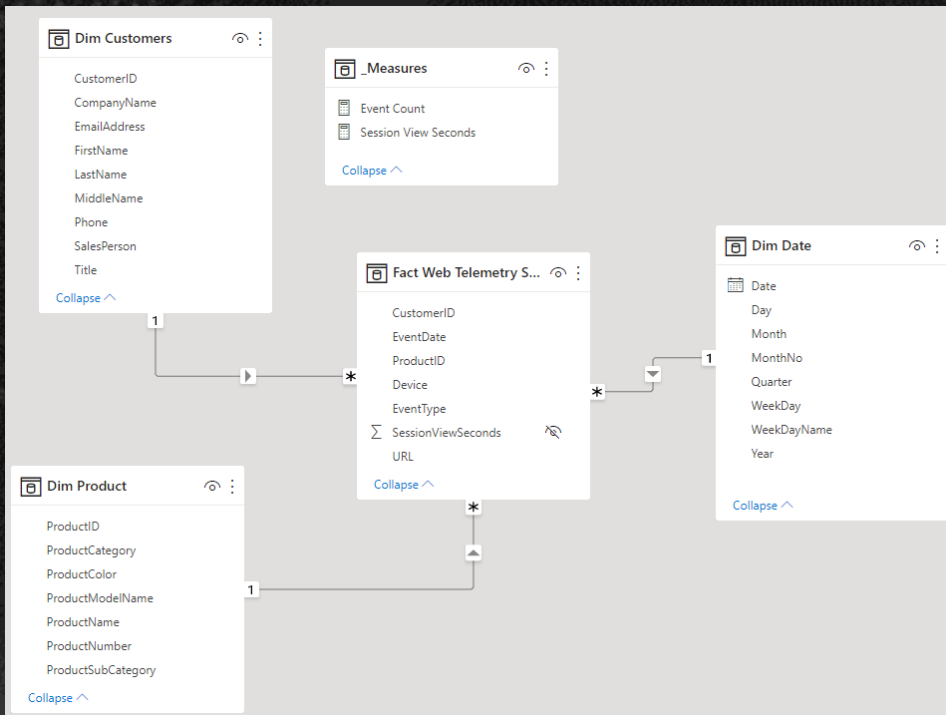 Dim Customers
CustomerID
CompanyName
EmailAddress
FirstName
LastName
MiddleName
Phone
SalesPerson
Title
Collapse
_Measures
Event Count
Session View Seconds
Collapse
Fact Web Telemetry S...
CustomerID
EventDate
ProductID
Device
EventType
SessionViewSeconds
URL
Collapse
Dim Date
Date
Day
Month
MonthNo
Quarter
WeekDay
WeekDayName
Year
Collapse
Dim Product
ProductID
ProductCategory
ProductColor
ProductModelName
ProductName
ProductNumber
ProductSubCategory
Collapse
1
*
1
*
1
*